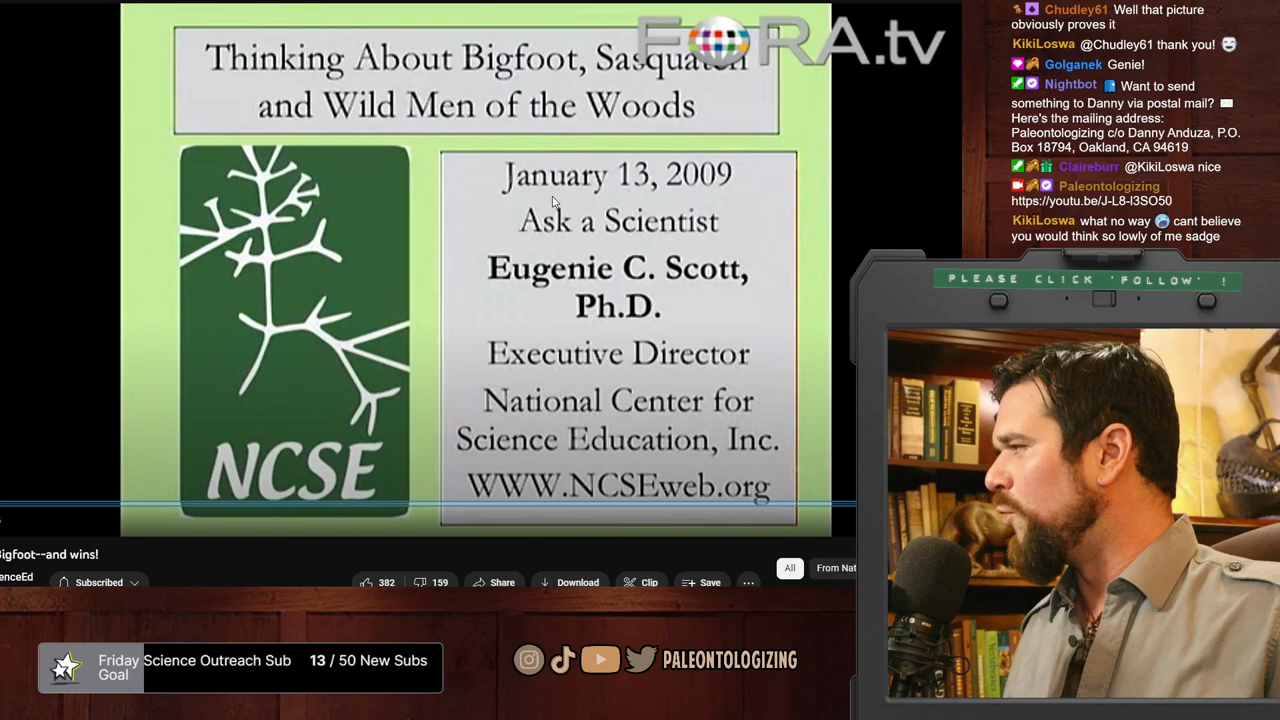 FORA.tv
Thinking About Bigfoot, Sasquatch
and Wild Men of the Woods
January 13, 2009
Ask a Scientist
Eugenie C. Scott,
Ph.D.
Executive Director
National Center for
Science Education, Inc.
WWW.NCSEweb.org
NCSE
Bigfoot--and wins!
enceEd
Subscribed
382
159
Share
Download
Clip
Save
All
From Nat
Chudley61 Well that picture
obviously proves it
KikiLoswa @Chudley61 thank you!
Golganek Genie!
Nightbot Want to send
something to Danny via postal mail?
Here's the mailing address:
Paleontologizing c/o Danny Anduza, P.O.
Box 18794, Oakland, CA 94619
Claireburr @KikiLoswa nice
Paleontologizing
https://youtu.be/J-L8-I3SO50
KikiLoswa what no way cant believe
you would think so lowly of me sadge
PLEASE CLICK "FOLLOW" !
Friday Science Outreach Sub
Goal
13 / 50 New Subs
PALEONTOLOGIZING